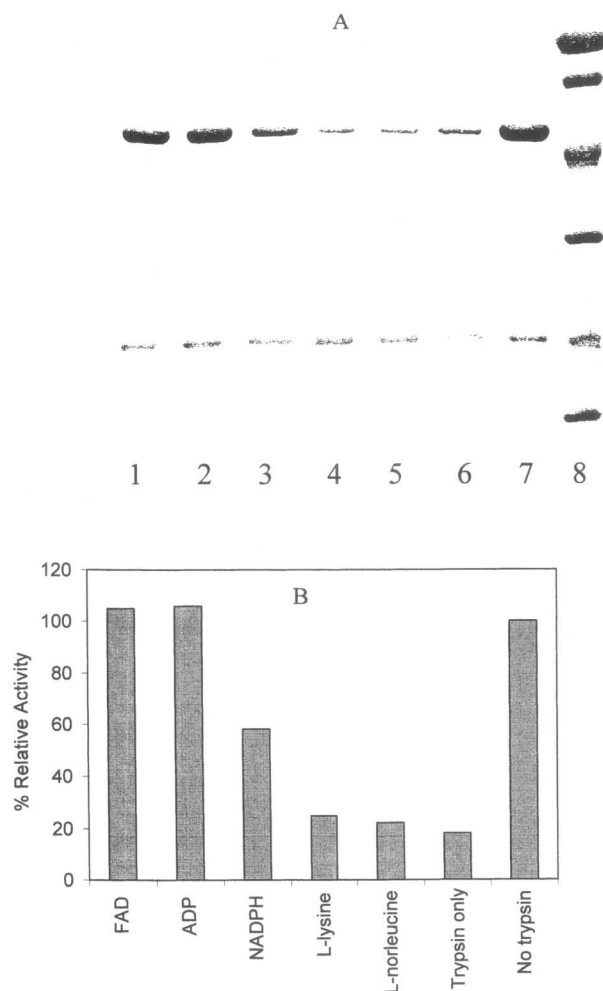 A
1 2 3 4 5 6 7 8
B
% Relative Activity
120
100
80
60
40
20
0
FAD
ADP
NADPH
L-lysine
L-norleucine
Trypsin only
No trypsin